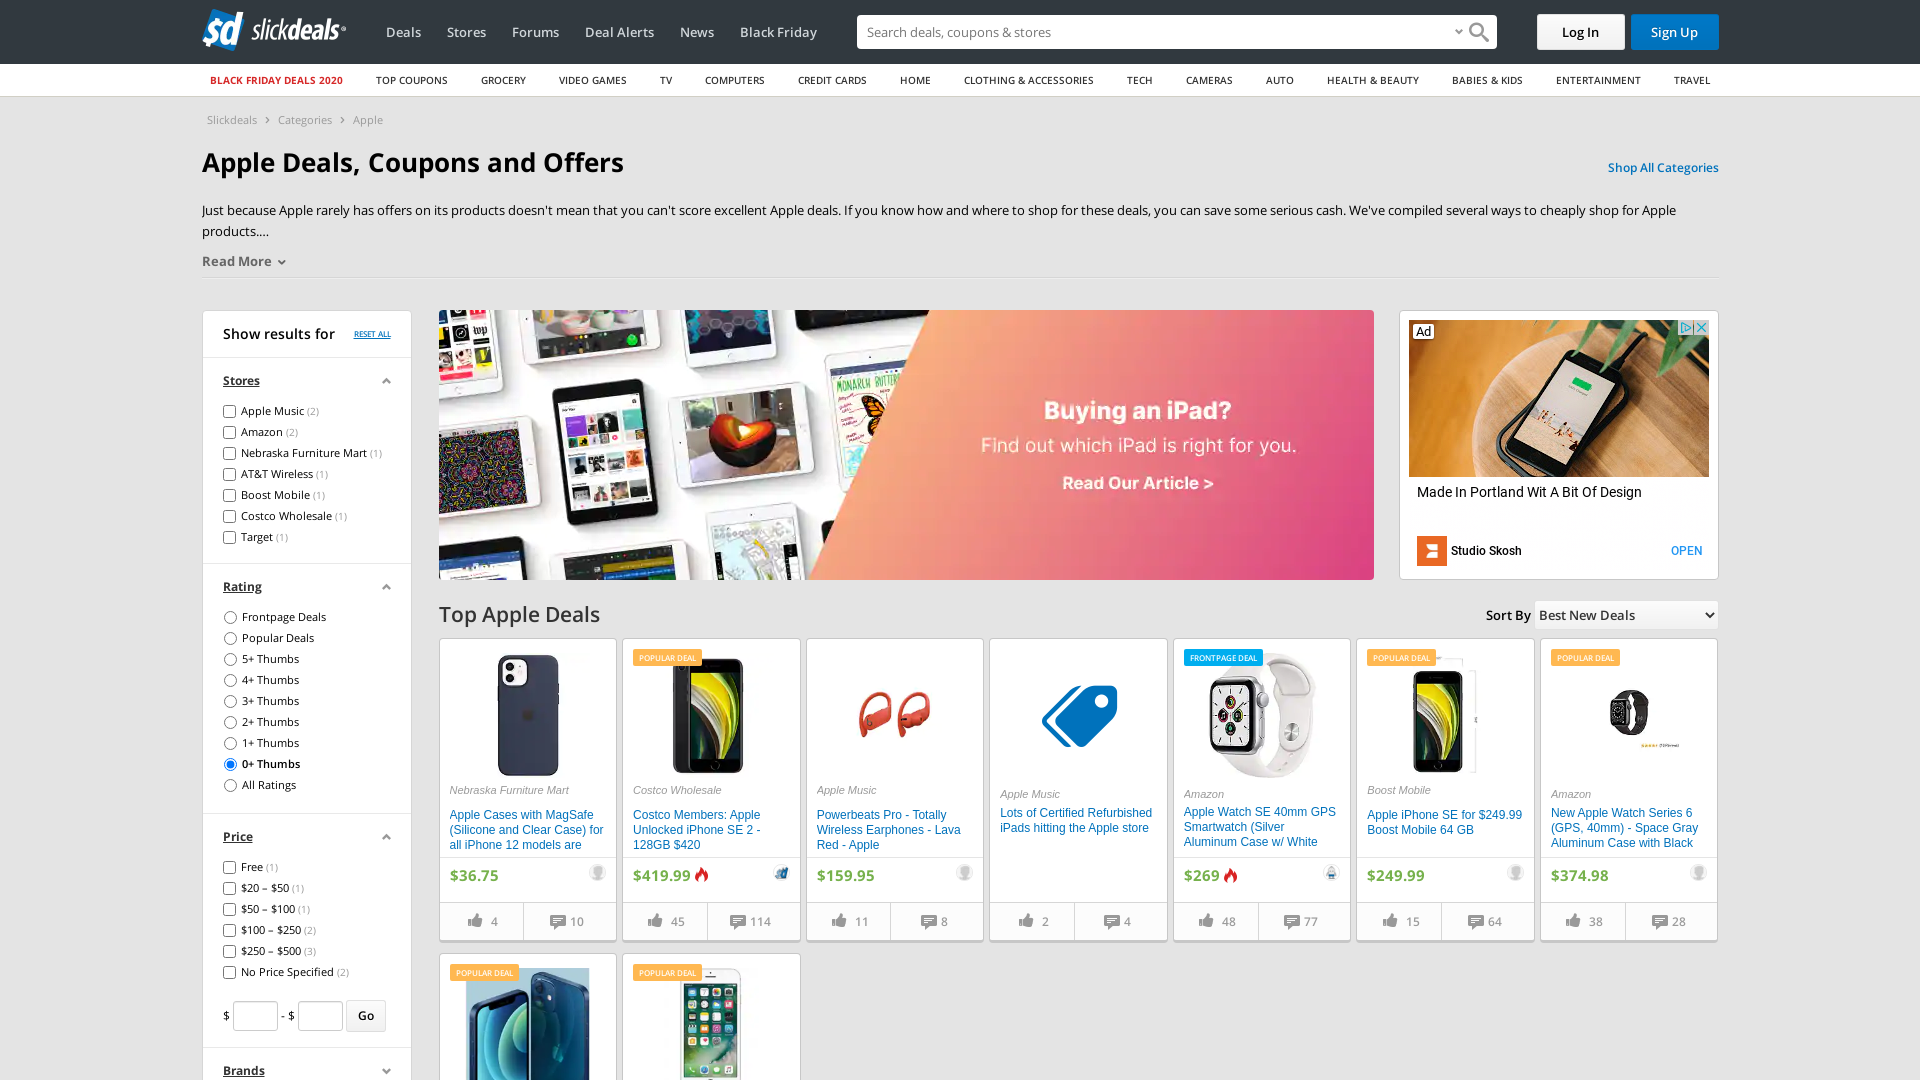 slickdeals
Deals
Stores
Forums
Deal Alerts
News
Black Friday
Search deals, coupons & stores
Log In
Sign Up
BLACK FRIDAY DEALS 2020
TOP COUPONS
GROCERY
VIDEO GAMES
TV
COMPUTERS
CREDIT CARDS
HOME
CLOTHING & ACCESSORIES
TECH
CAMERAS
AUTO
HEALTH & BEAUTY
BABIES & KIDS
ENTERTAINMENT
TRAVEL
Slickdeals > Categories > Apple
Apple Deals, Coupons and Offers
Shop All Categories
Just because Apple rarely has offers on its products doesn't mean that you can't score excellent Apple deals. If you know how and where to shop for these deals, you can save some serious cash. We've compiled several ways to cheaply shop for Apple
products....
Read More
Show results for
RESET ALL
Stores
Apple Music (2)
Amazon (2)
Nebraska Furniture Mart (1)
AT&T Wireless (1)
Boost Mobile (1)
Costco Wholesale (1)
Target (1)
Rating
Frontpage Deals
Popular Deals
5+ Thumbs
4+ Thumbs
3+ Thumbs
2+ Thumbs
1+ Thumbs
0+ Thumbs
All Ratings
Price
Free (1)
$20 – $50 (1)
$50 – $100 (1)
$100 – $250 (2)
$250 – $500 (3)
No Price Specified (2)
$ - $ Go
Brands
MONARCH BUTTER
Buying an iPad?
Find out which iPad is right for you.
Read Our Article >
Ad
Made In Portland Wit A Bit Of Design
Studio Skosh
OPEN
Top Apple Deals
Sort By Best New Deals
Nebraska Furniture Mart
Apple Cases with MagSafe
(Silicone and Clear Case) for
all iPhone 12 models are
$36.75
4
10
POPULAR DEAL
Costco Wholesale
Costco Members: Apple
Unlocked iPhone SE 2 -
128GB $420
$419.99
45
114
Apple Music
Powerbeats Pro - Totally
Wireless Earphones - Lava
Red - Apple
$159.95
11
8
Apple Music
Lots of Certified Refurbished
iPads hitting the Apple store
2
4
FRONTPAGE DEAL
Amazon
Apple Watch SE 40mm GPS
Smartwatch (Silver
Aluminum Case w/ White
$269
48
77
POPULAR DEAL
Boost Mobile
Apple iPhone SE for $249.99
Boost Mobile 64 GB
$249.99
15
64
POPULAR DEAL
Amazon
New Apple Watch Series 6
(GPS, 40mm) - Space Gray
Aluminum Case with Black
$374.98
38
28
POPULAR DEAL
POPULAR DEAL